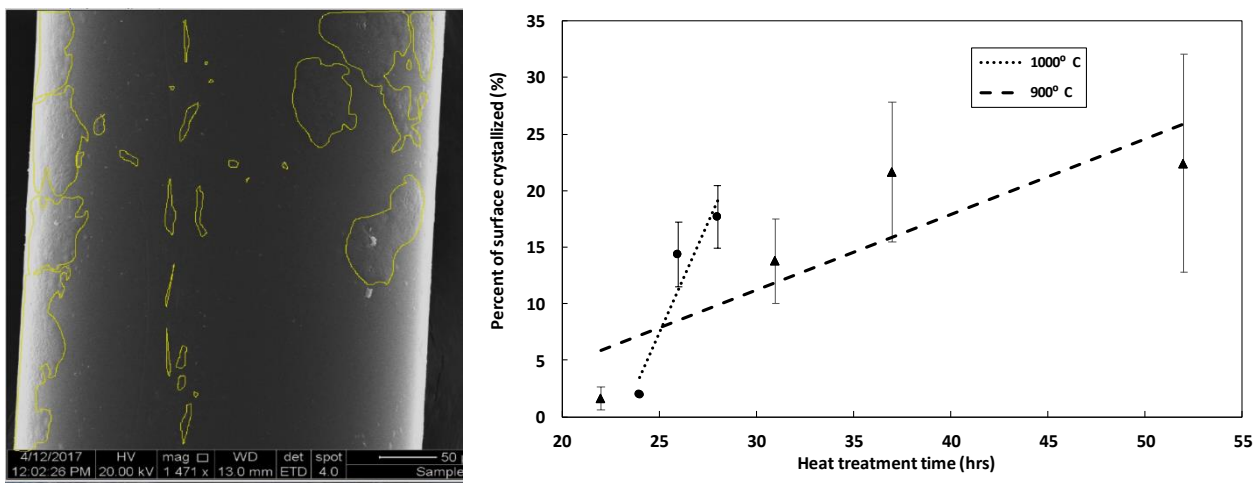 4/12/2017 HV mag □ WD det spot 50
12:02:26 PM 20.00 kV 1 471 x 13.0 mm ETD 4.0 Sample
Percent of surface crystallized (%)
35
30
25
20
15
10
5
0
1000° C
900° C
20 25 30 35 40 45 50 55
Heat treatment time (hrs)